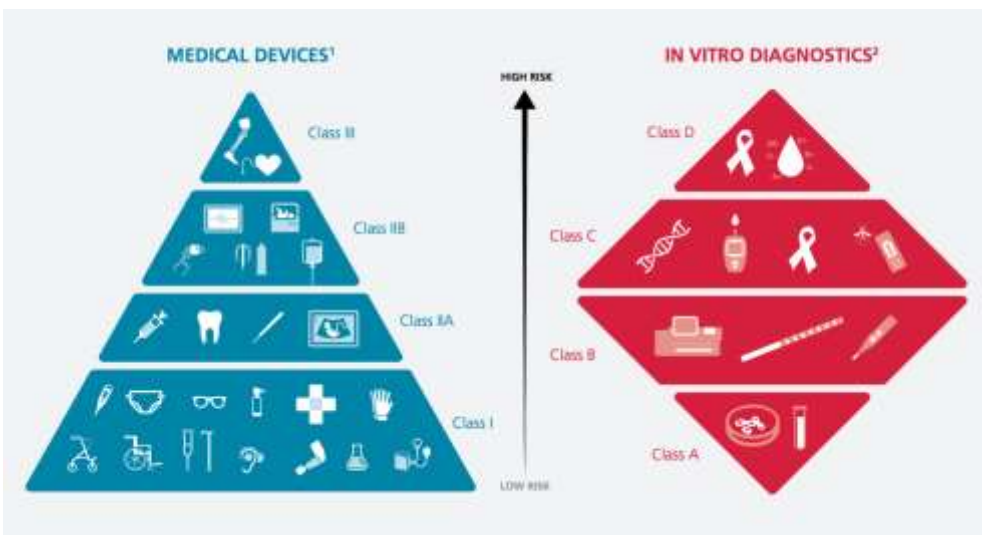 MEDICAL DEVICES¹
IN VITRO DIAGNOSTICS²
HIGH RISK
Class III
Class D
Class IIB
Class C
Class IIA
Class B
Class I
Class A
LOW RISK